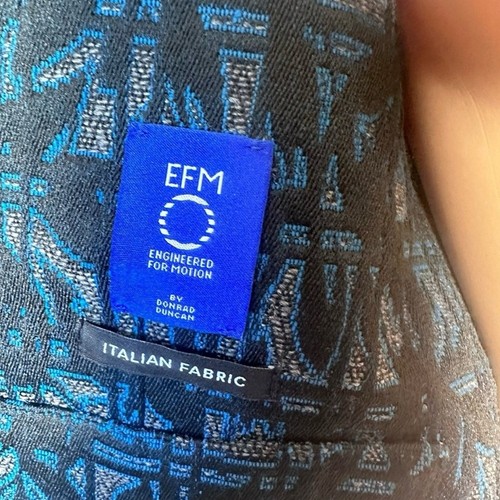 EFM
ENGINEERED
FOR MOTION
BY
DONRAD
DUNCAN
ITALIAN FABRIC